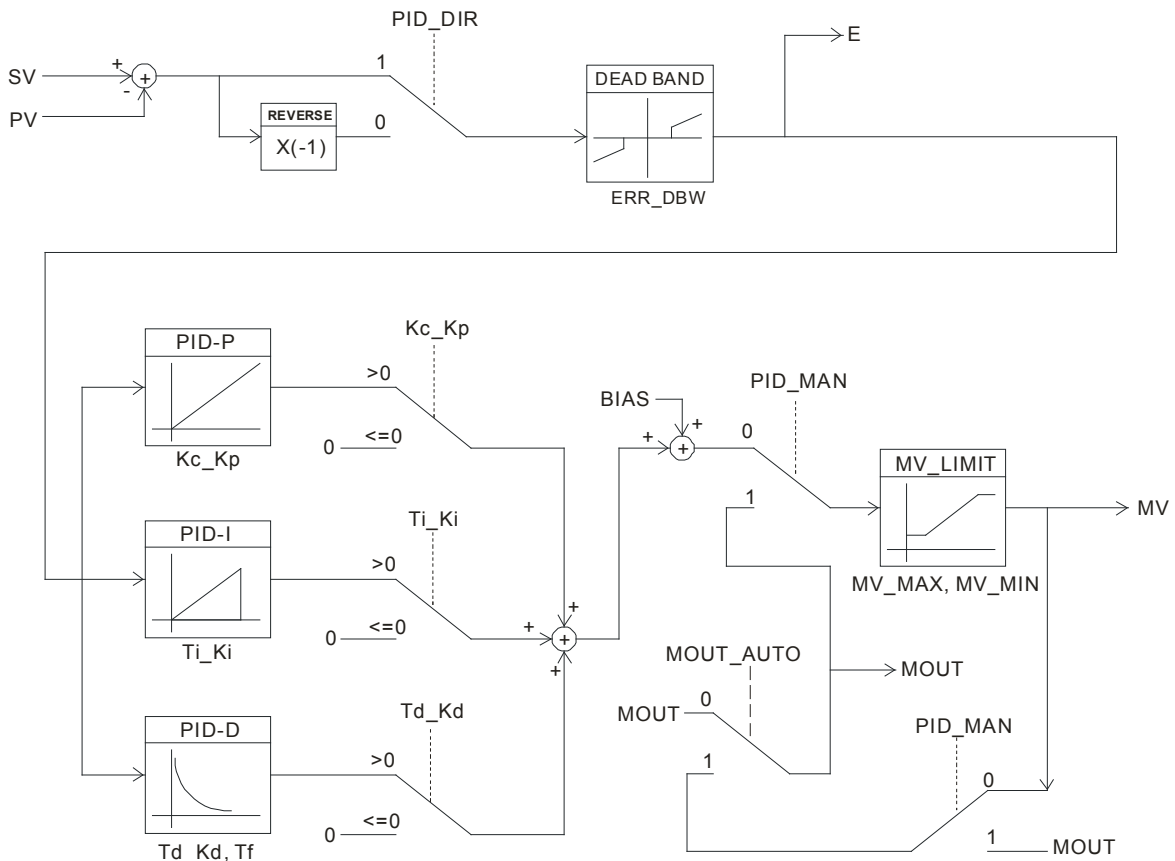 PID_DIR
E
SV
+
+
1
DEAD BAND
-
PV
REVERSE
0
X(-1)
ERR_DBW
PID-P
Kc_Kp
>0
PID_MAN
BIAS
+
0
<=0
+
+
0
Kc_Kp
MV_LIMIT
PID-I
Ti_Ki
1
MV
>0
MV_MAX, MV_MIN
0
<=0
+
+
+
Ti_Ki
+
MOUT_AUTO
MOUT
PID-D
Td_Kd
0
MOUT
PID_MAN
>0
1
0
0
<=0
1
MOUT
Td_Kd, Tf